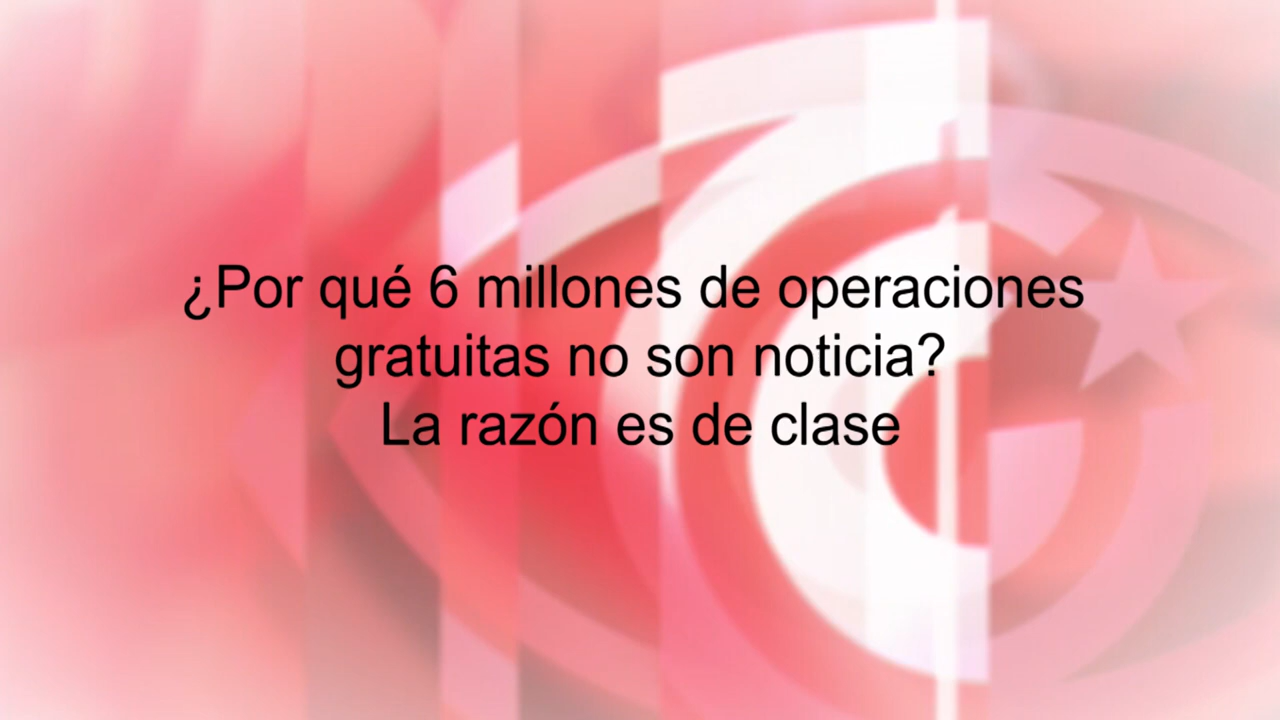 ¿Por qué 6 millones de operaciones
gratuitas no son noticia?
La razón es de clase